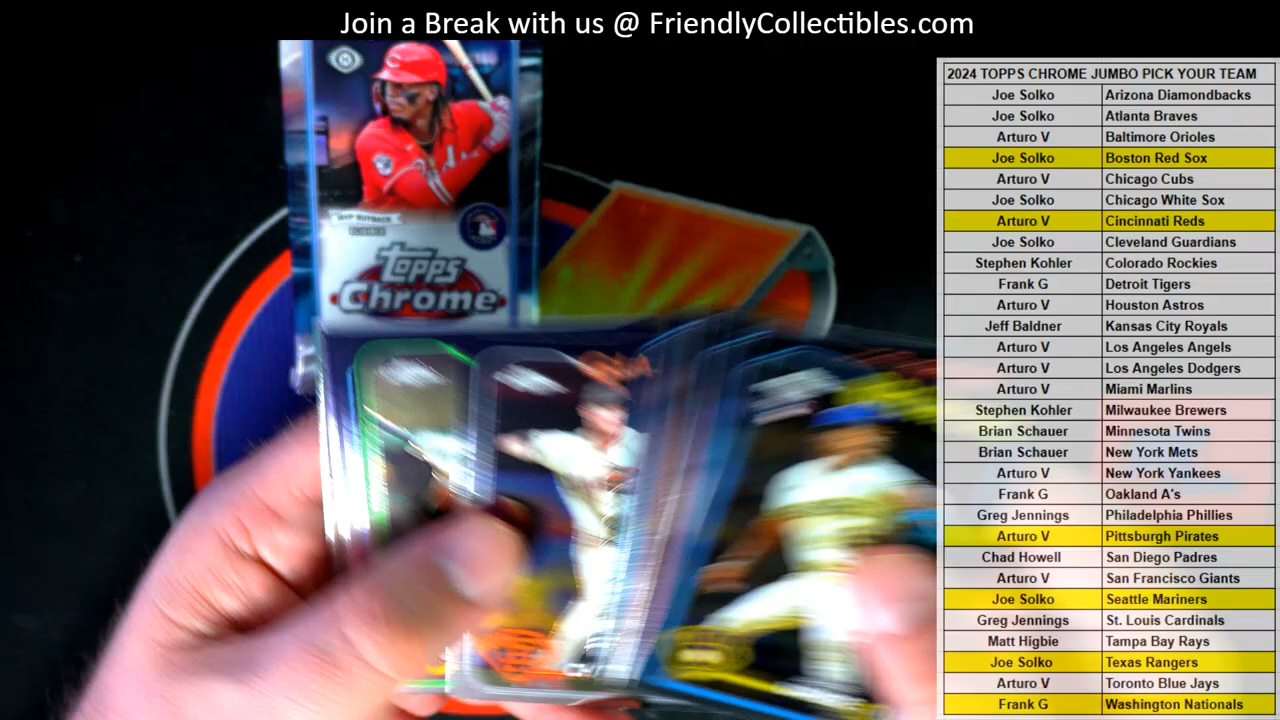 Join a Break with us @ FriendlyCollectibles.com
2024 TOPPS CHROME JUMBO PICK YOUR TEAM
Joe Solko Arizona Diamondbacks
Joe Solko Atlanta Braves
Arturo V Baltimore Orioles
Joe Solko Boston Red Sox
Arturo V Chicago Cubs
Joe Solko Chicago White Sox
Arturo V Cincinnati Reds
Joe Solko Cleveland Guardians
Stephen Kohler Colorado Rockies
Frank G Detroit Tigers
Arturo V Houston Astros
Jeff Baldner Kansas City Royals
Arturo V Los Angeles Angels
Arturo V Los Angeles Dodgers
Arturo V Miami Marlins
Stephen Kohler Milwaukee Brewers
Brian Schauer Minnesota Twins
Brian Schauer New York Mets
Arturo V New York Yankees
Frank G Oakland A's
Greg Jennings Philadelphia Phillies
Arturo V Pittsburgh Pirates
Chad Howell San Diego Padres
Arturo V San Francisco Giants
Joe Solko Seattle Mariners
Greg Jennings St. Louis Cardinals
Matt Higbie Tampa Bay Rays
Joe Solko Texas Rangers
Arturo V Toronto Blue Jays
Frank G Washington Nationals
MVP BUYBACK
topps
Chrome